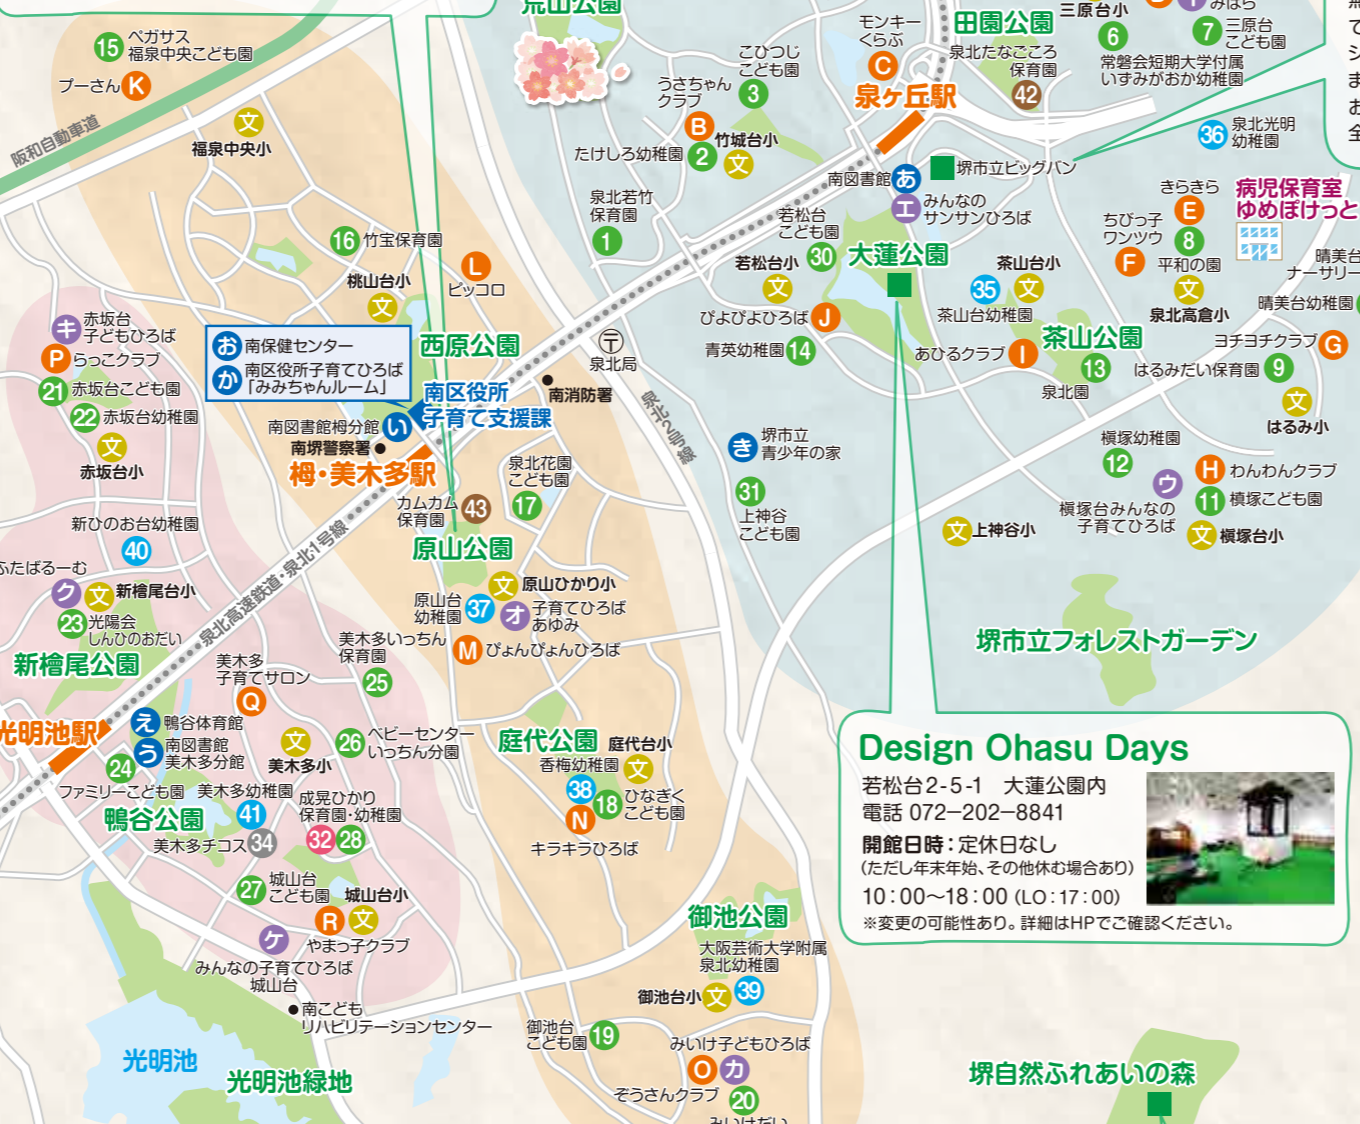 荒山公園
田園公園
三原台小
みはら
6
7
三原台
こども園
常磐会短期大学付属
いずみがおか幼稚園
モンキー
くらぶ
C
泉ヶ丘駅
泉北たなごころ
保育園
42
こひつじ
こども園
3
うさちゃん
クラブ
B
竹城台小
文
たけしろ幼稚園
2
泉北若竹
保育園
1
15
ペガサス
福泉中央こども園
プーさん
K
阪和自動車道
文
福泉中央小
16
竹宝保育園
L
ピッコロ
桃山台小
文
36
泉北光明
幼稚園
南図書館
あ
堺市立ビッグバン
エ
みんなの
サンサンひろば
きらきら
E
ちびっ子
ワンツウ
F
8
平和の園
文
泉北高倉小
病児保育室
ゆめぽけっと
晴美台
ナーサリー
晴美台幼稚園
若松台
こども園
30
大蓮公園
若松台小
文
茶山台小
35
文
茶山台幼稚園
ぴよぴよひろば
J
青英幼稚園
14
あひるクラブ
I
茶山公園
13
泉北園
ヨチヨチクラブ
G
はるみだい保育園
9
文
はるみ小
キ
赤坂台
子どもひろば
P
らっこクラブ
21
赤坂台こども園
22
赤坂台幼稚園
文
赤坂台小
お
南保健センター
か
南区役所子育てひろば
「みみちゃんルーム」
西原公園
南区役所
子育て支援課
南図書館栂分館
い
南堺警察署
栂・美木多駅
〒
泉北局
南消防署
泉北2号線
き
堺市立
青少年の家
31
上神谷
こども園
文
上神谷小
槇塚幼稚園
12
H
わんわんクラブ
ウ
11
槇塚こども園
槇塚台みんなの
子育てひろば
文
槇塚台小
泉北花園
こども園
17
カムカム
保育園
43
原山公園
新ひのお台幼稚園
40
ふたばるーむ
ク
文
新檜尾台小
23
光陽会
しんひのおだい
新檜尾公園
泉北高速鉄道・泉北1号線
文
原山ひかり小
原山台
幼稚園
37
オ
子育てひろば
あゆみ
M
ぴょんぴょんひろば
美木多いっちん
保育園
25
美木多
子育てサロン
Q
堺市立フォレストガーデン
光明池駅
え
鴨谷体育館
う
南図書館
美木多分館
24
ファミリーこども園
文
美木多小
26
ベビーセンター
いっちん分園
庭代公園
庭代台小
香梅幼稚園
文
38
18
ひなぎく
こども園
N
キラキラひろば
鴨谷公園
美木多幼稚園
41
美木多チコス
34
成晃ひかり
保育園・幼稚園
32
28
27
城山台
こども園
城山台小
R
文
やまっ子クラブ
ケ
みんなの子育てひろば
城山台
南こども
リハビリテーションセンター
光明池
光明池緑地
Design Ohasu Days
若松台2-5-1 大蓮公園内
電話 072-202-8841
開館日時：定休日なし
(ただし年末年始、その他休む場合あり)
10:00〜18:00 (LO:17:00)
※変更の可能性あり。詳細はHPでご確認ください。
御池公園
大阪芸術大学附属
泉北幼稚園
御池台小
文
39
御池台
こども園
19
みいけ子どもひろば
O
カ
ぞうさんクラブ
20
みいけだい
堺自然ふれあいの森